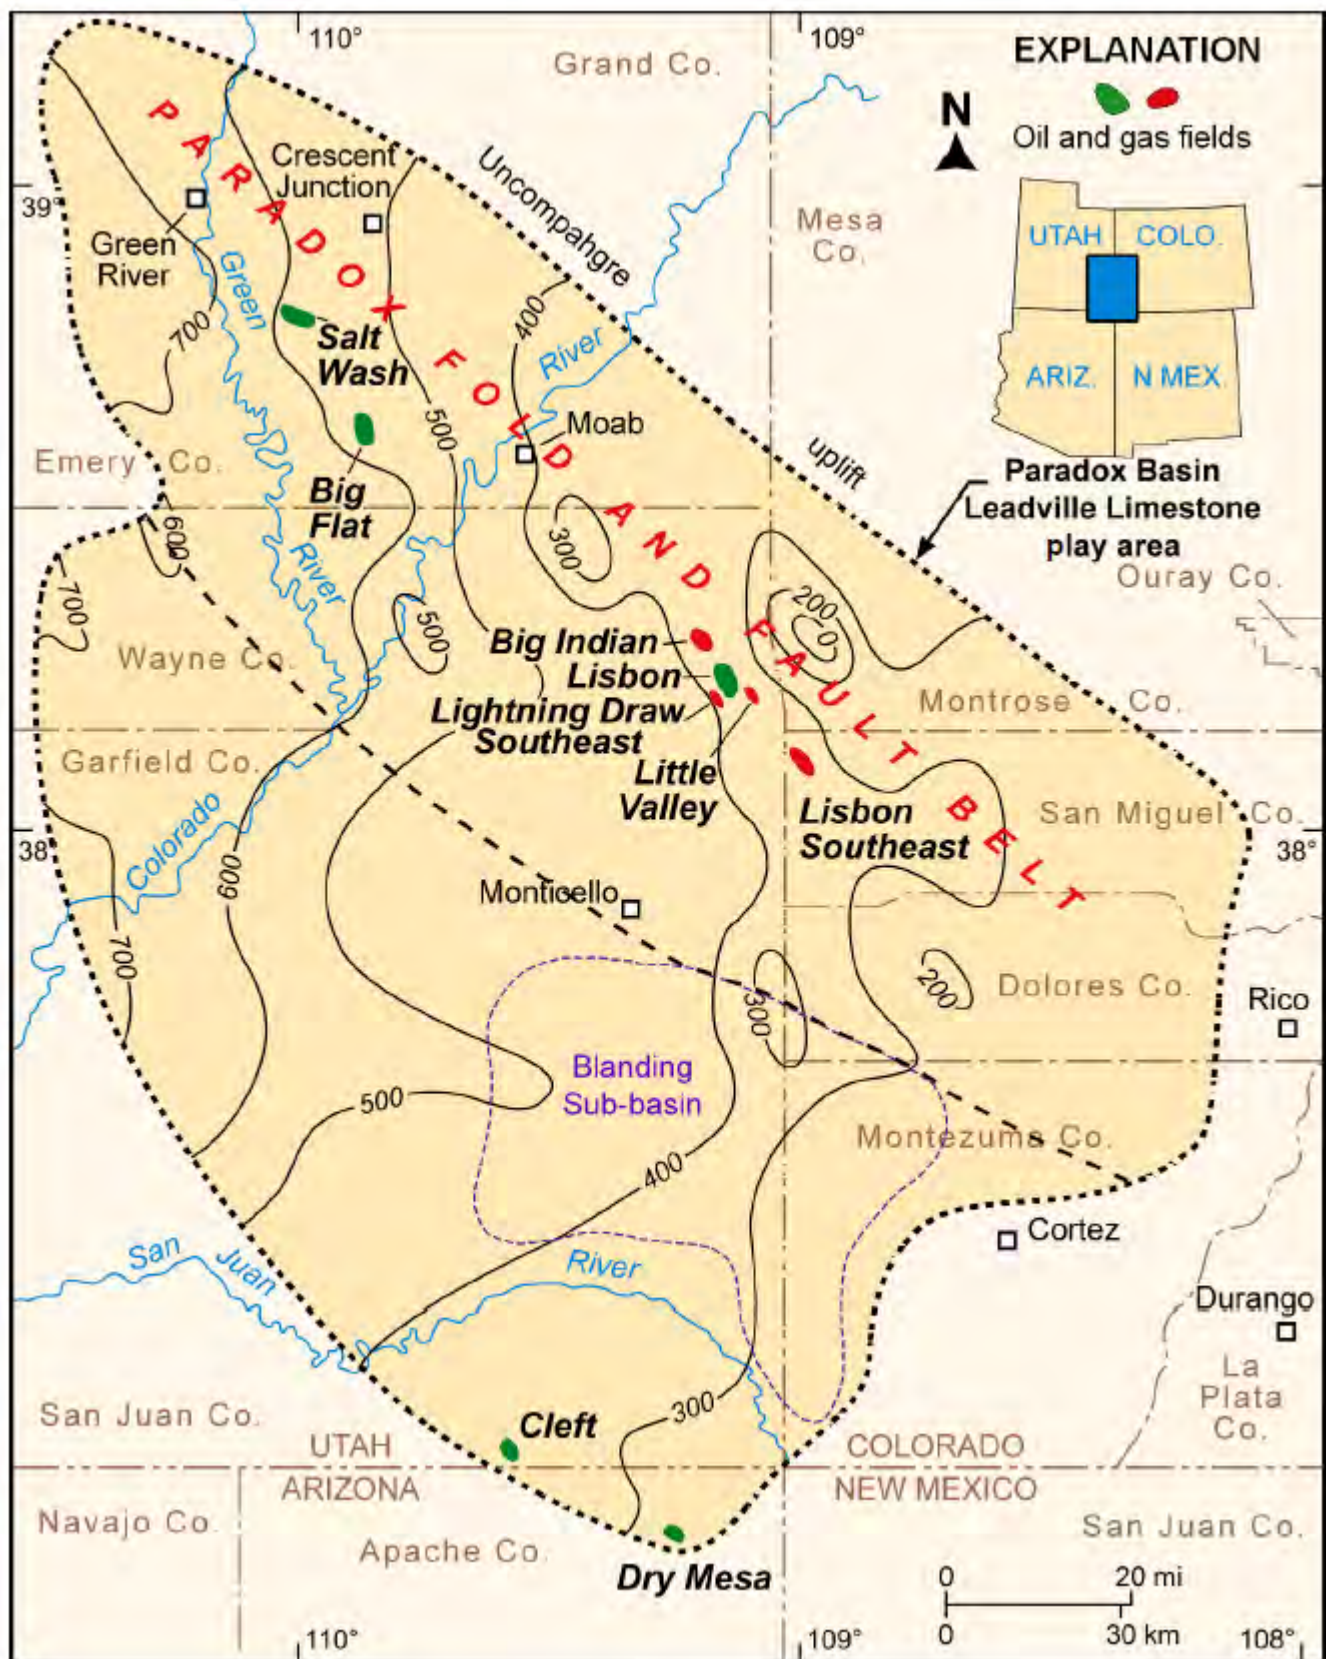 110°
109°
EXPLANATION
Oil and gas fields
N
Grand Co.
Mesa
Co.
UTAH
COLO.
ARIZ.
N MEX.
Paradox Basin
Leadville Limestone
play area
PARADOX FOLD AND FAULT BELT
Uncompahgre
uplift
Crescent
Junction
39°
Green
River
Green
River
700
Salt
Wash
400
River
500
Moab
Emery Co.
Big
Flat
300
600
700
500
Ouray Co.
200
0
Wayne Co.
Big Indian
Lisbon
Lightning Draw
Southeast
Little
Valley
Montrose Co.
Garfield Co.
Lisbon
Southeast
San Miguel Co.
38°
38°
Colorado
600
Monticello
700
300
200
Dolores Co.
Rico
Blanding
Sub-basin
500
Montezuma Co.
400
Cortez
San Juan
River
Durango
La
Plata
Co.
300
San Juan Co.
Cleft
UTAH
COLORADO
ARIZONA
NEW MEXICO
Navajo Co.
Apache Co.
San Juan Co.
Dry Mesa
0
20 mi
0
30 km
110°
109°
108°